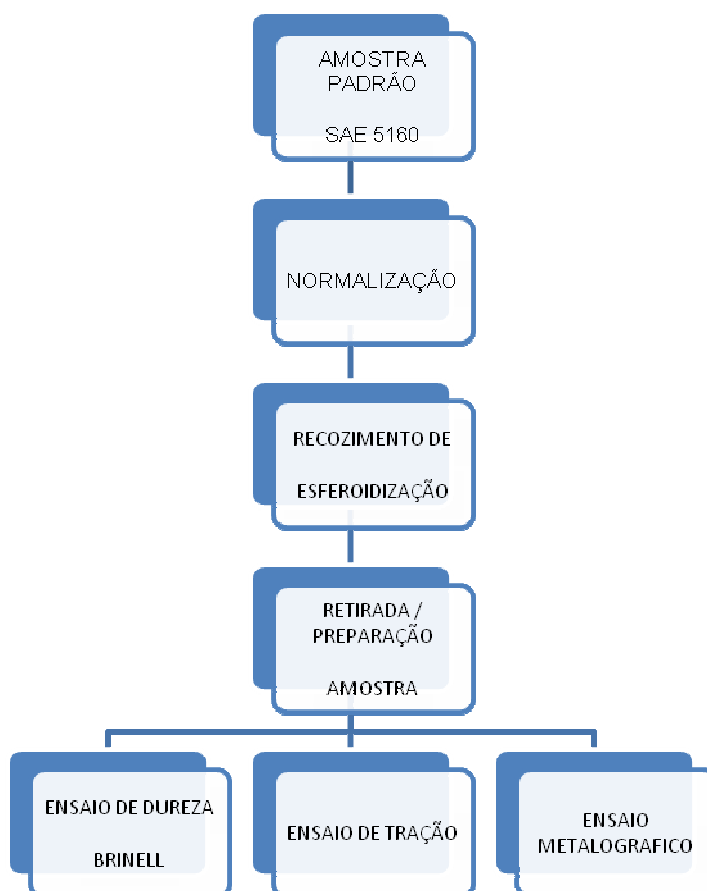 AMOSTRA
PADRÃO
SAE 5160
NORMALIZAÇÃO
RECOZIMENTO DE
ESFEROIDIZAÇÃO
RETIRADA /
PREPARAÇÃO
AMOSTRA
ENSAIO DE DUREZA
BRINELL
ENSAIO DE TRAÇÃO
ENSAIO
METALOGRAFICO